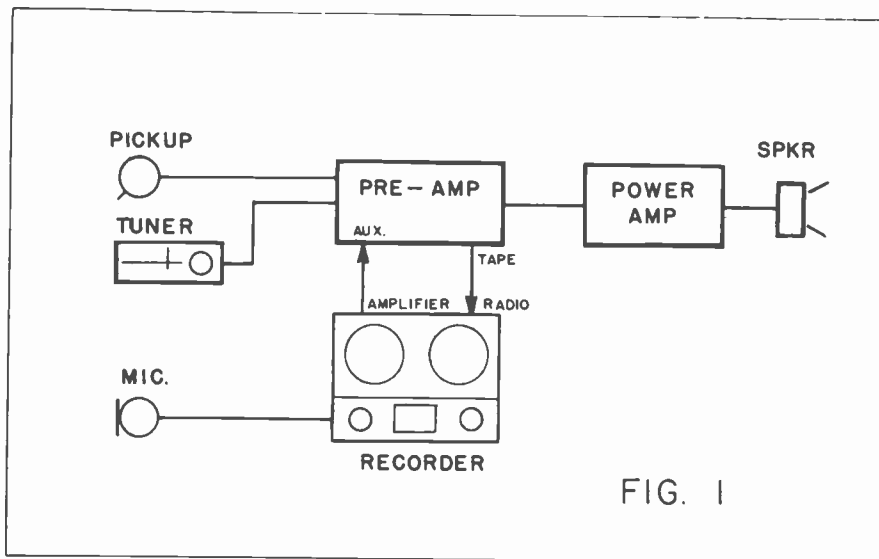 PICKUP
TUNER
PRE-AMP
AUX.
POWER
AMP
SPKR
TAPE
AMPLIFIER
RADIO
MIC.
RECORDER
FIG. 1